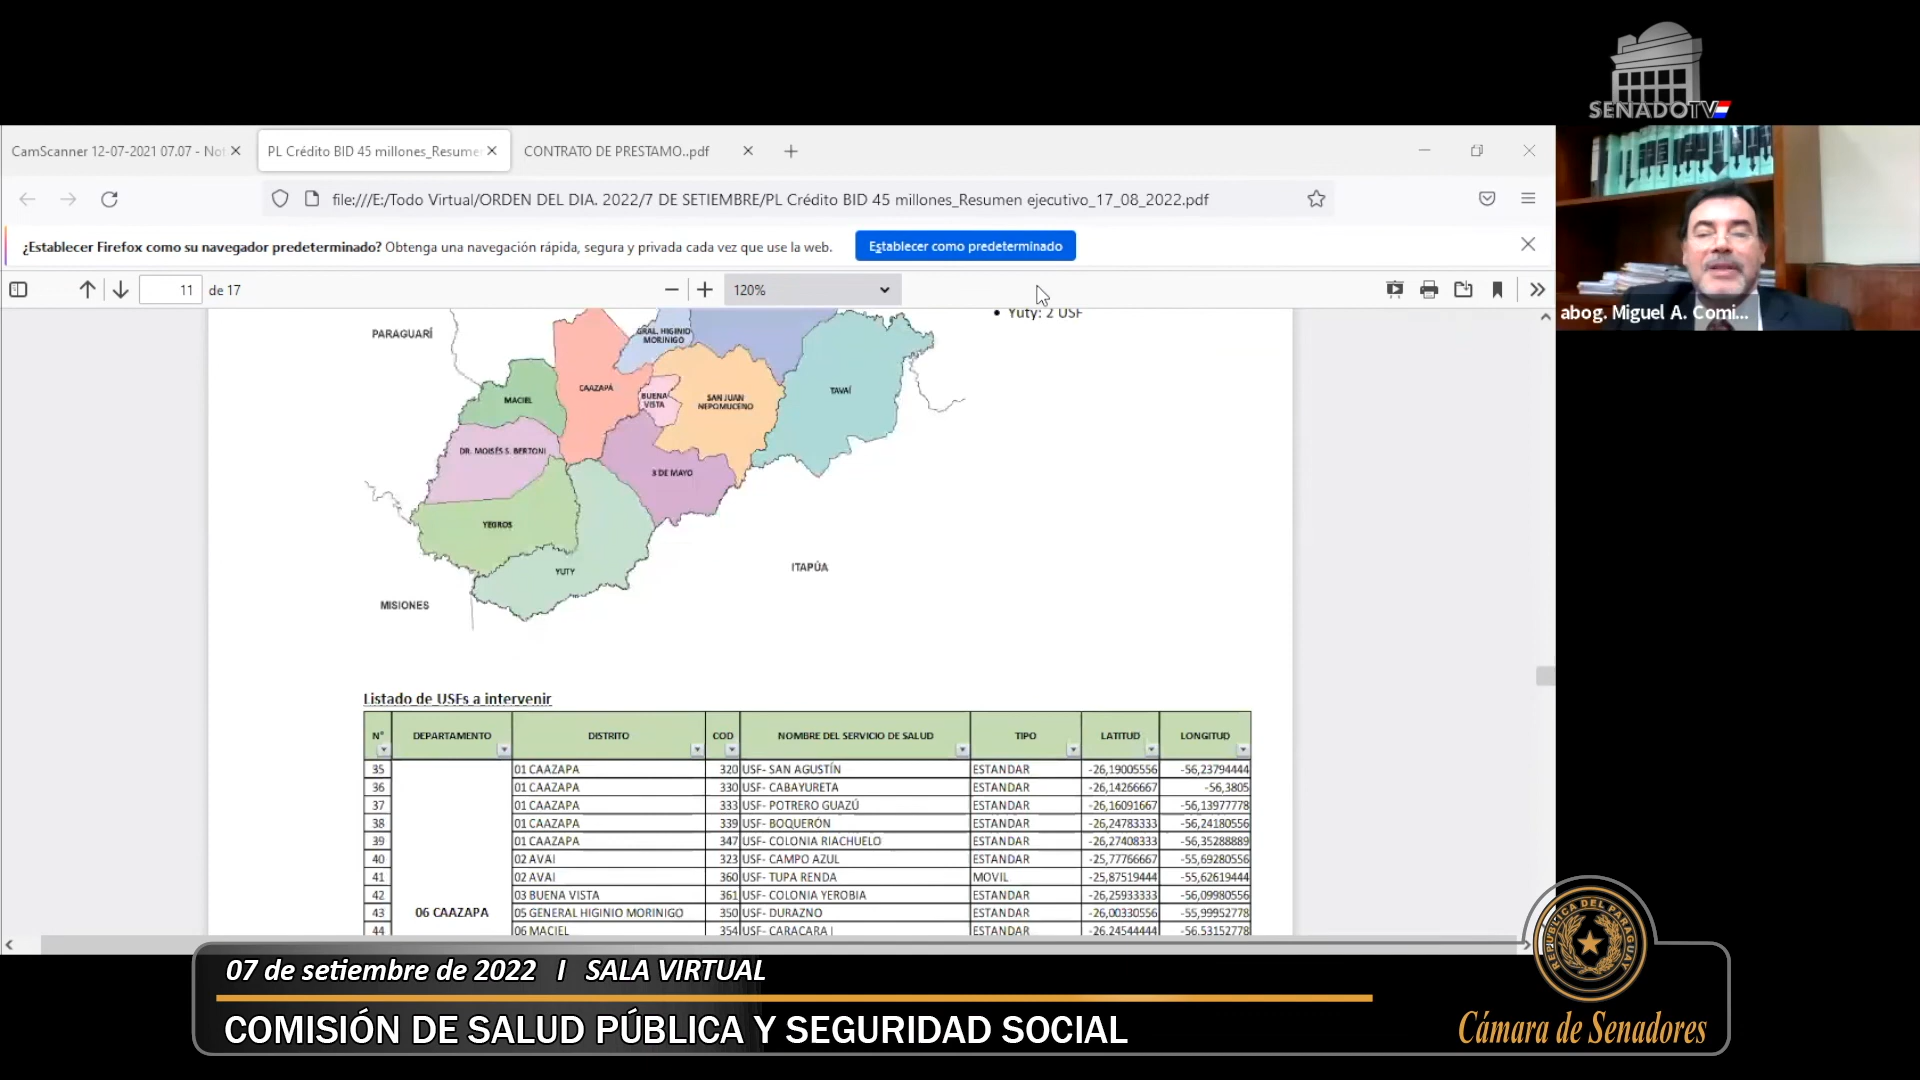 SENADOTV
CamScanner 12-07-2021 07.07 - Not
PL Crédito BID 45 millones_Resume
CONTRATO DE PRESTAMO..pdf
file:///E:/Todo Virtual/ORDEN DEL DIA. 2022/7 DE SETIEMBRE/PL Crédito BID 45 millones_Resumen ejecutivo_17_08_2022.pdf
¿Establecer Firefox como su navegador predeterminado? Obtenga una navegación rápida, segura y privada cada vez que use la web.
Establecer como predeterminado
11 de 17
120%
abog. Miguel A. Comi...
Yuty: 2 USF
PARAGUARÍ
GRAL. HIGINIO
MORINIGO
CAAZAPÁ
TAVAÍ
MACIEL
BUENA
VISTA
SAN JUAN
NEPOMUCENO
DR. MOISÉS S. BERTONI
3 DE MAYO
YEGROS
YUTY
ITAPÚA
MISIONES
Listado de USFs a intervenir
N° DEPARTAMENTO DISTRITO COD NOMBRE DEL SERVICIO DE SALUD TIPO LATITUD LONGITUD
35 01 CAAZAPA 320 USF- SAN AGUSTÍN ESTANDAR -26,19005556 -56,23794444
36 01 CAAZAPA 330 USF- CABAYURETA ESTANDAR -26,14266667 -56,3805
37 01 CAAZAPA 333 USF- POTRERO GUAZÚ ESTANDAR -26,16091667 -56,13977778
38 01 CAAZAPA 339 USF- BOQUERÓN ESTANDAR -26,24783333 -56,24180556
39 01 CAAZAPA 347 USF- COLONIA RIACHUELO ESTANDAR -26,27408333 -56,35288889
40 02 AVAI 323 USF- CAMPO AZUL ESTANDAR -25,77766667 -55,69280556
41 02 AVAI 360 USF- TUPA RENDA MOVIL -25,87519444 -55,62619444
42 03 BUENA VISTA 361 USF- COLONIA YEROBIA ESTANDAR -26,25933333 -56,09980556
43 06 CAAZAPA 05 GENERAL HIGINIO MORINIGO 350 USF- DURAZNO ESTANDAR -26,00330556 -55,99952778
44 06 MACIEL 354 USF- CARACARA I ESTANDAR -26,24544444 -56,53152778
07 de setiembre de 2022 I SALA VIRTUAL
COMISIÓN DE SALUD PÚBLICA Y SEGURIDAD SOCIAL
REPUBLICA DEL PARAGUAY
Cámara de Senadores